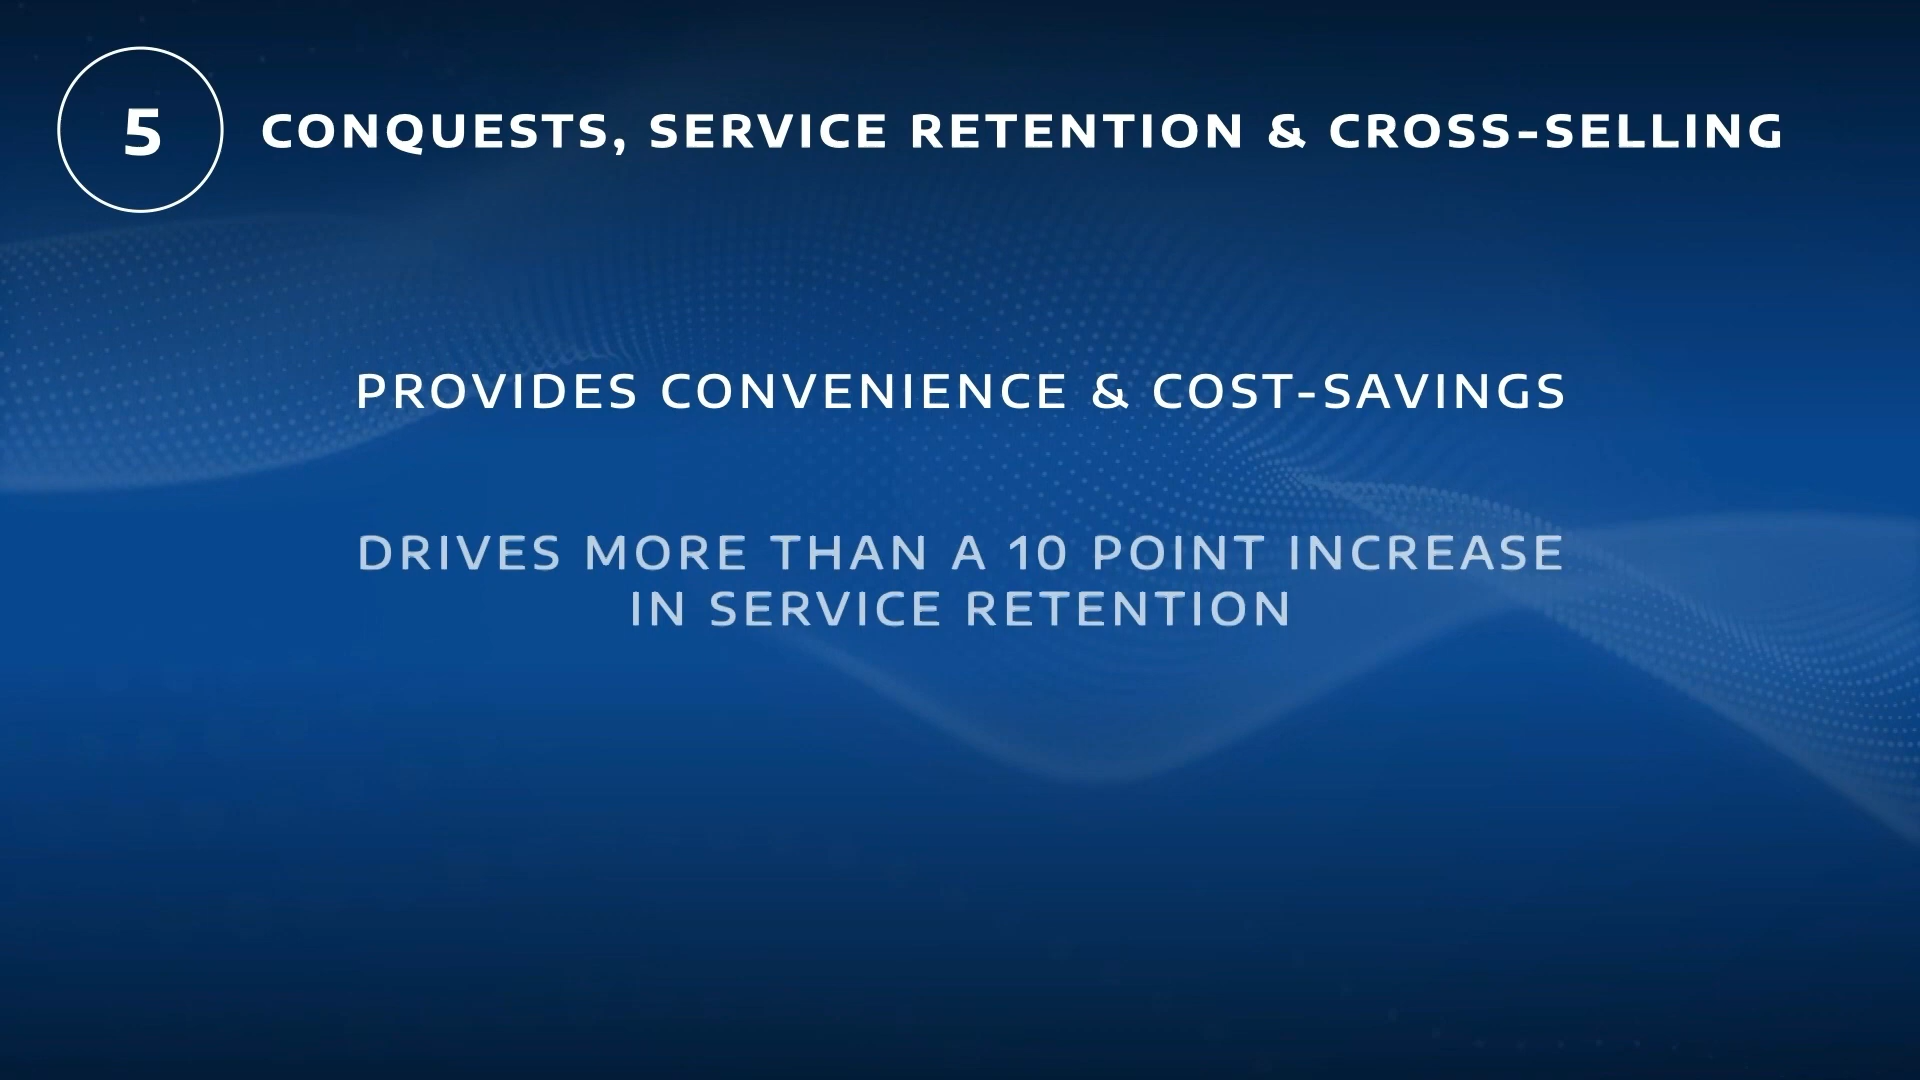 5
CONQUESTS, SERVICE RETENTION & CROSS-SELLING
PROVIDES CONVENIENCE & COST-SAVINGS
DRIVES MORE THAN A 10 POINT INCREASE
IN SERVICE RETENTION